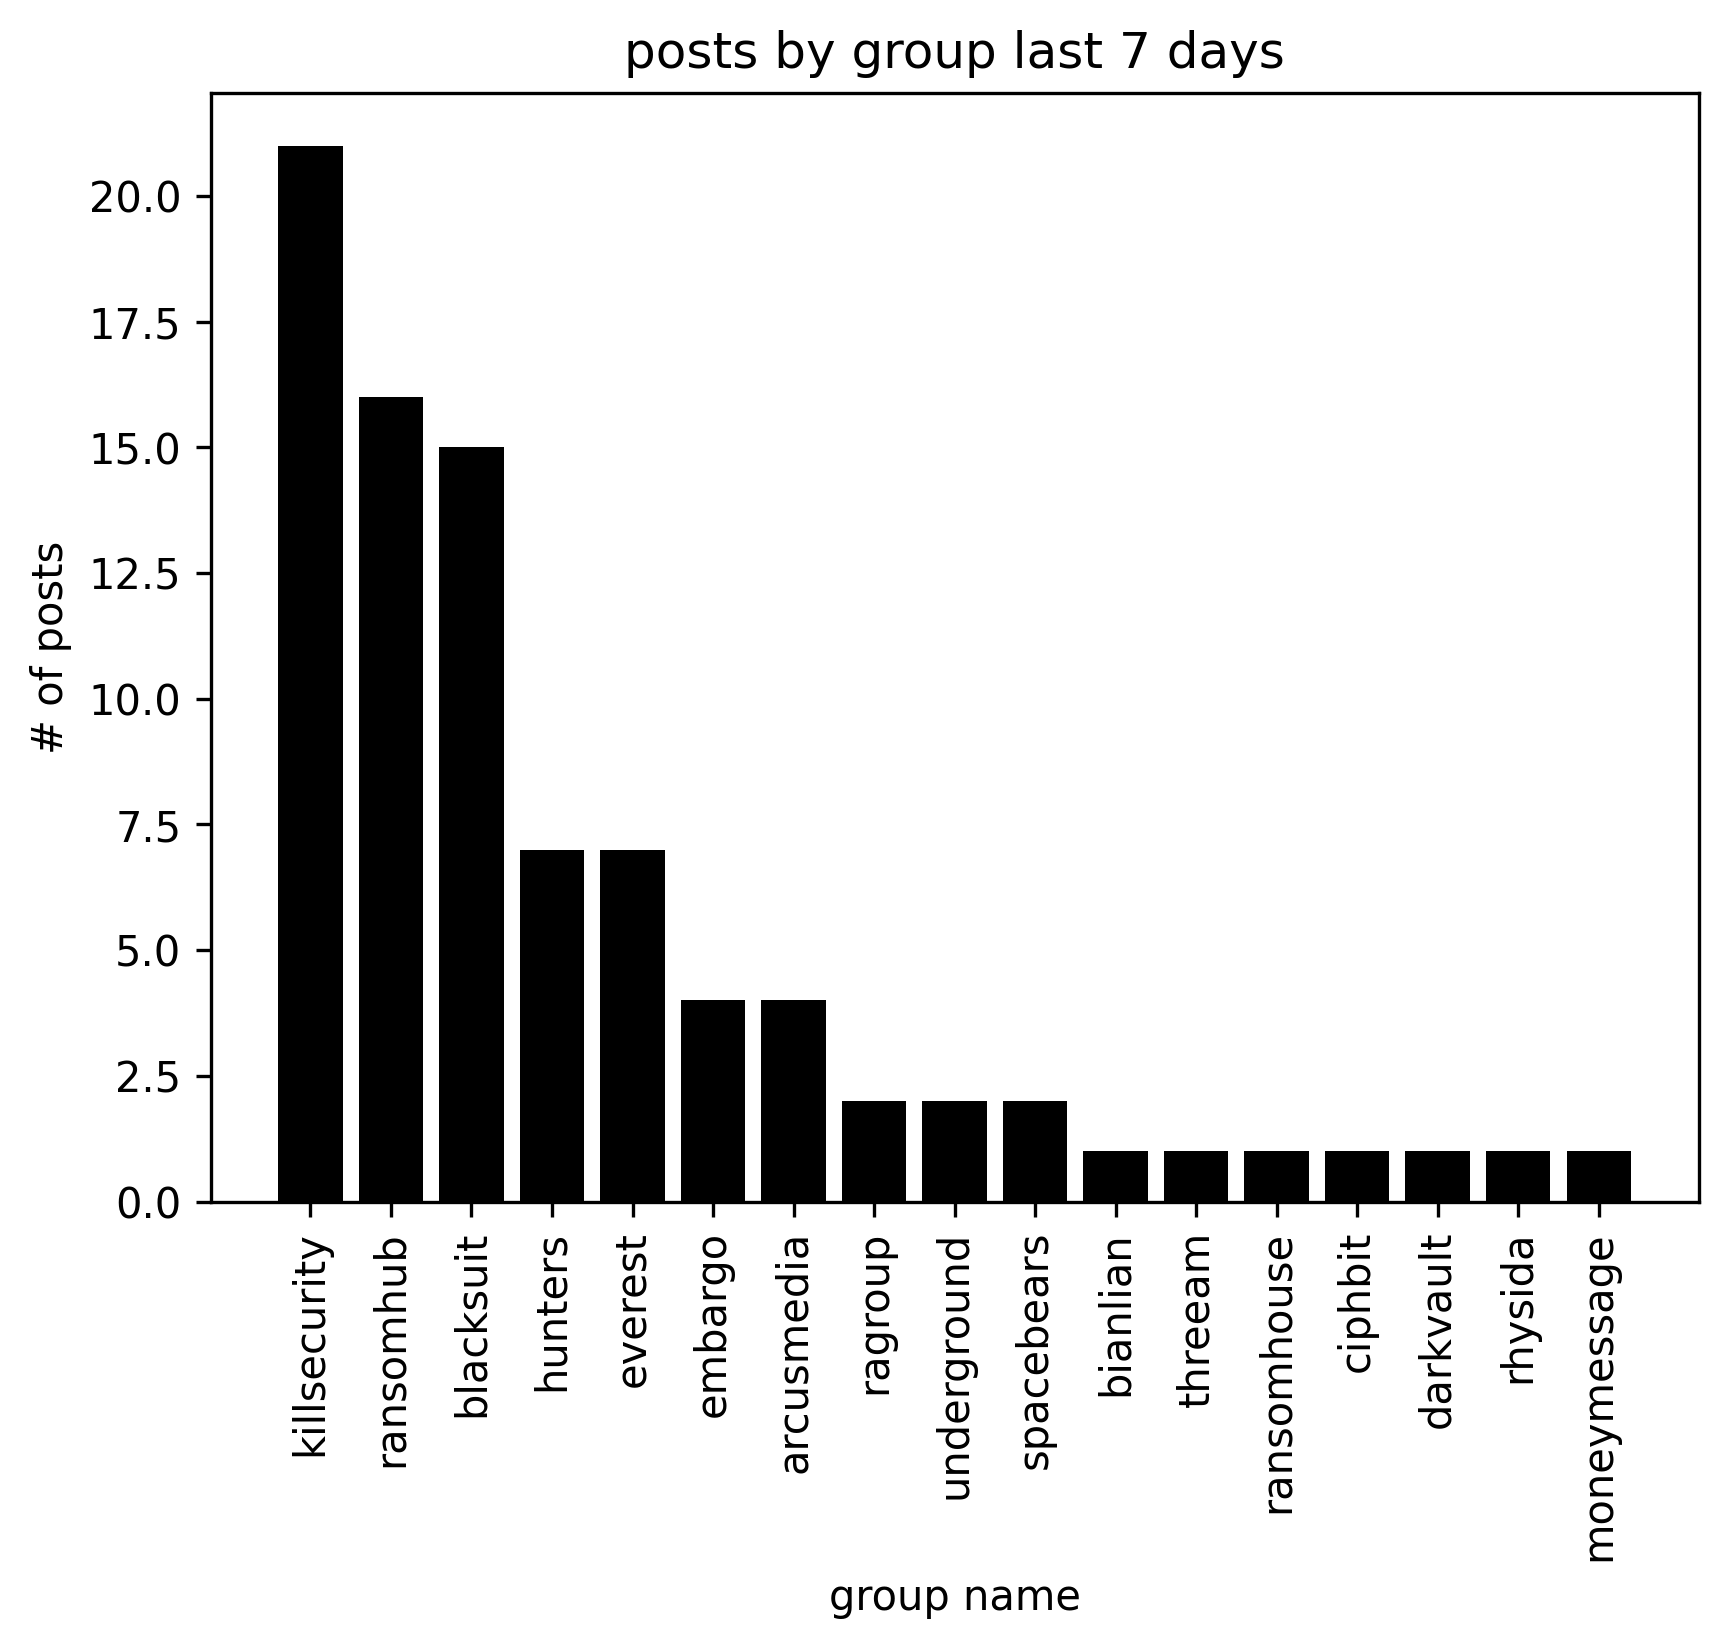 posts by group last 7 days
# of posts
20.0
17.5
15.0
12.5
10.0
7.5
5.0
2.5
0.0
killsecurity
ransomhub
blacksuit
hunters
everest
embargo
arcusmedia
ragroup
underground
spacebears
bianlian
threeam
ransomhouse
ciphbit
darkvault
rhysida
moneymessage
group name